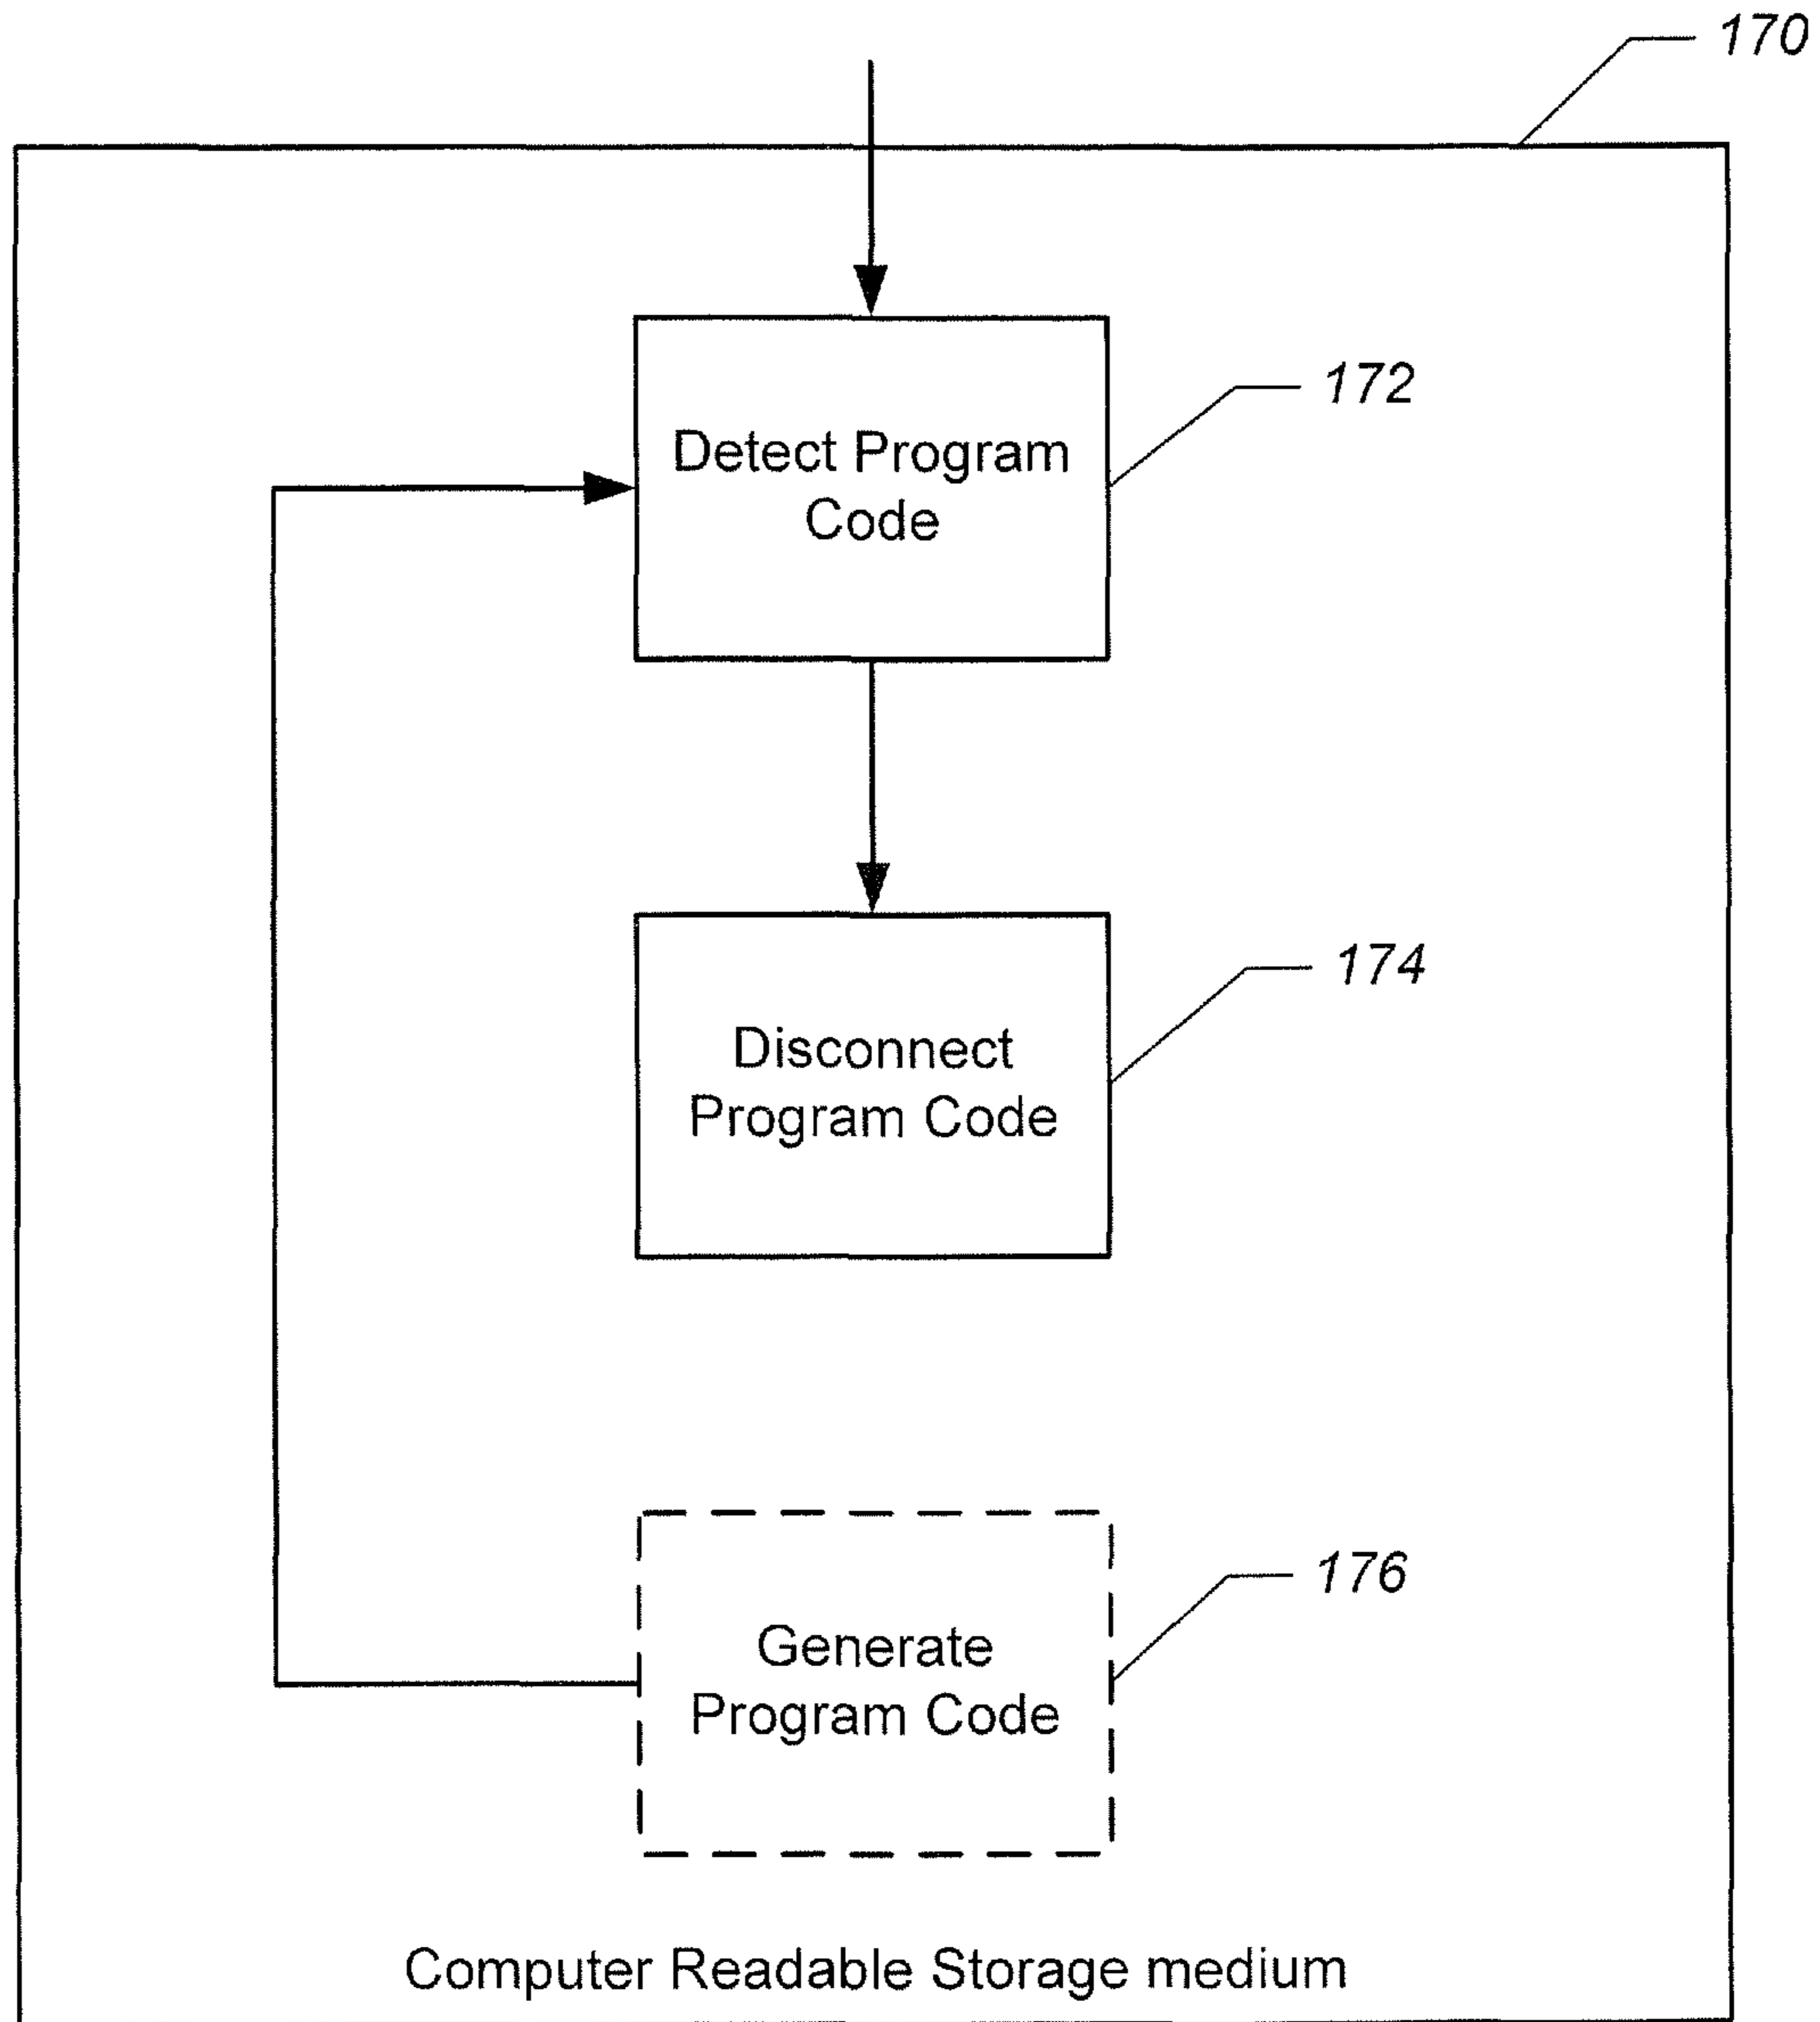 170
172
Detect Program
Code
174
Disconnect
Program Code
176
Generate
Program Code
Computer Readable Storage medium